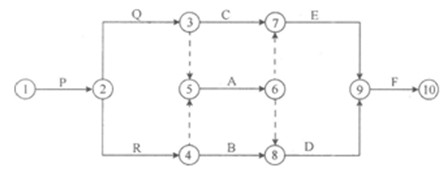 Q ③ C ⑦ E
① P ② ⑤ A ⑥ ⑨ F ⑩
R ④ B ⑧ D